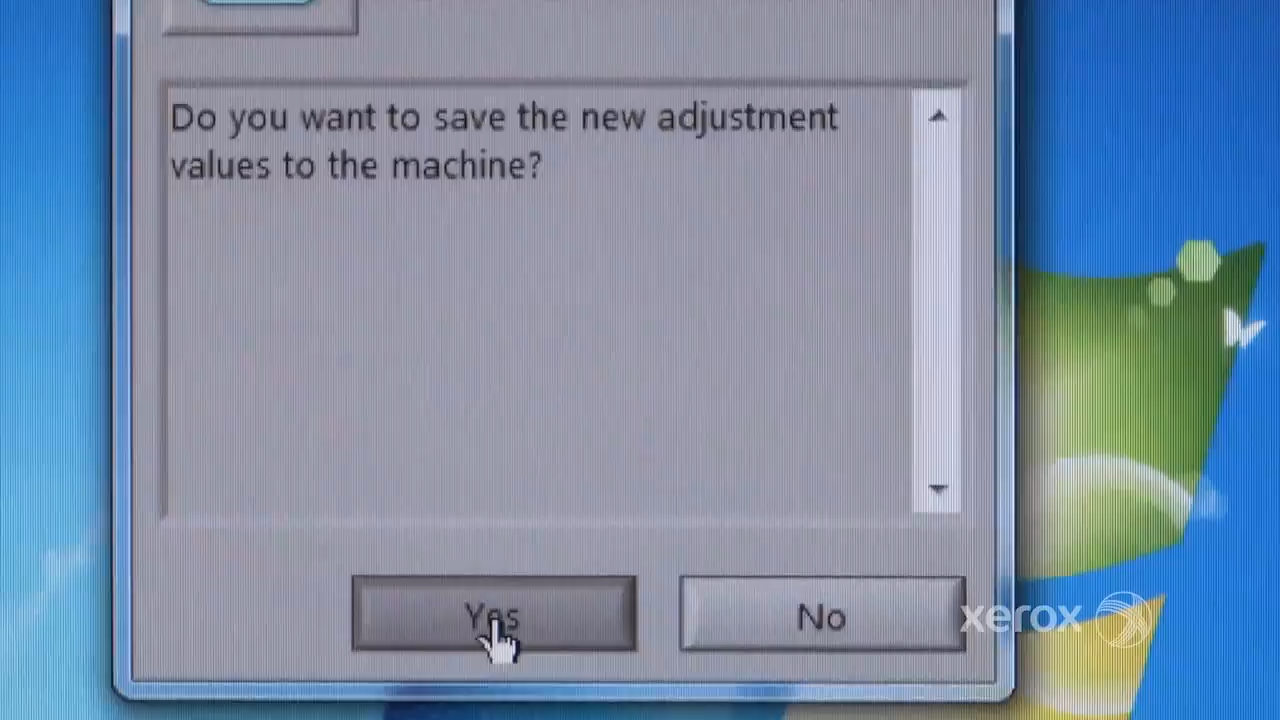 Do you want to save the new adjustment
values to the machine?
Yes
No
xerox